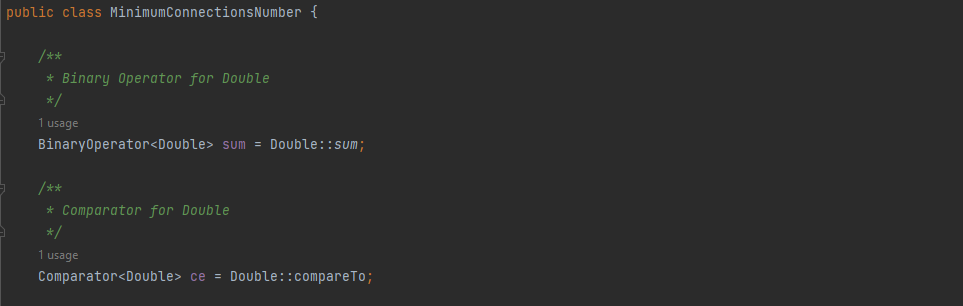 public class MinimumConnectionsNumber {
/**
* Binary Operator for Double
*/
1 usage
BinaryOperator<Double> sum = Double::sum;
/**
* Comparator for Double
*/
1 usage
Comparator<Double> ce = Double::compareTo;